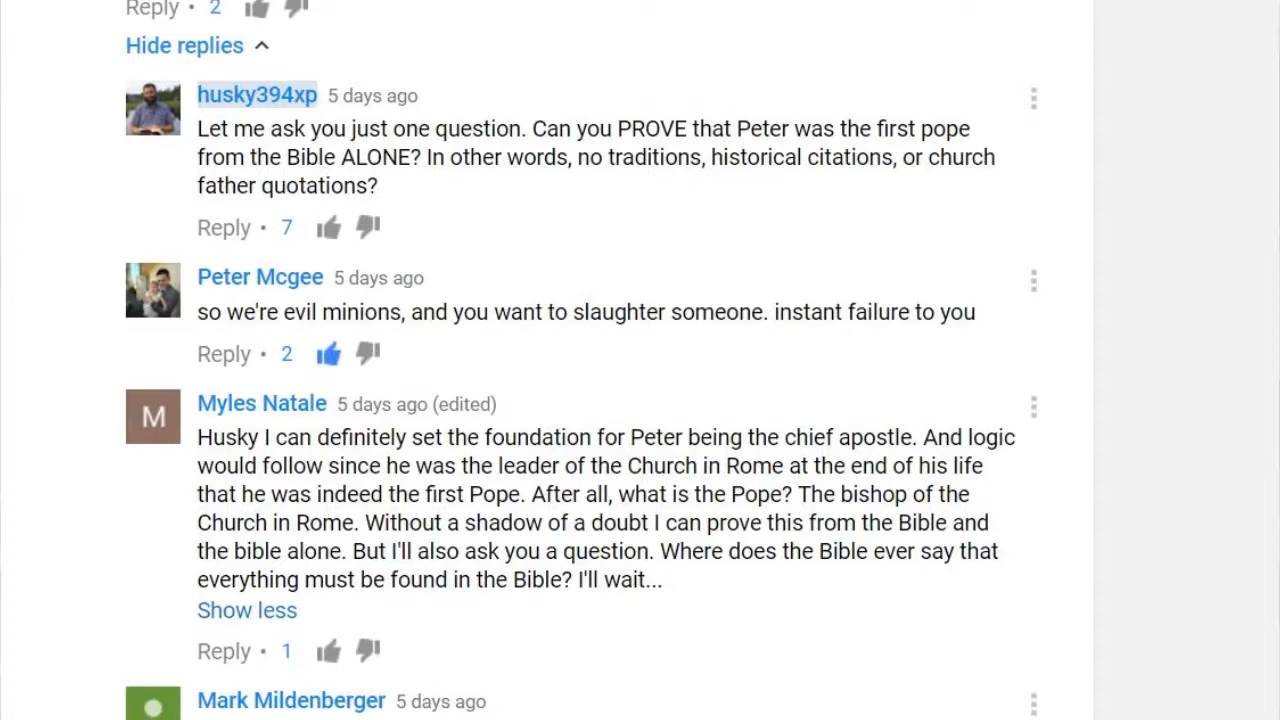 Reply • 2
Hide replies
husky394xp 5 days ago
Let me ask you just one question. Can you PROVE that Peter was the first pope
from the Bible ALONE? In other words, no traditions, historical citations, or church
father quotations?
Reply • 7
Peter Mcgee 5 days ago
so we're evil minions, and you want to slaughter someone. instant failure to you
Reply • 2
M
Myles Natale 5 days ago (edited)
Husky I can definitely set the foundation for Peter being the chief apostle. And logic
would follow since he was the leader of the Church in Rome at the end of his life
that he was indeed the first Pope. After all, what is the Pope? The bishop of the
Church in Rome. Without a shadow of a doubt I can prove this from the Bible and
the bible alone. But I'll also ask you a question. Where does the Bible ever say that
everything must be found in the Bible? I'll wait...
Show less
Reply • 1
Mark Mildenberger 5 days ago